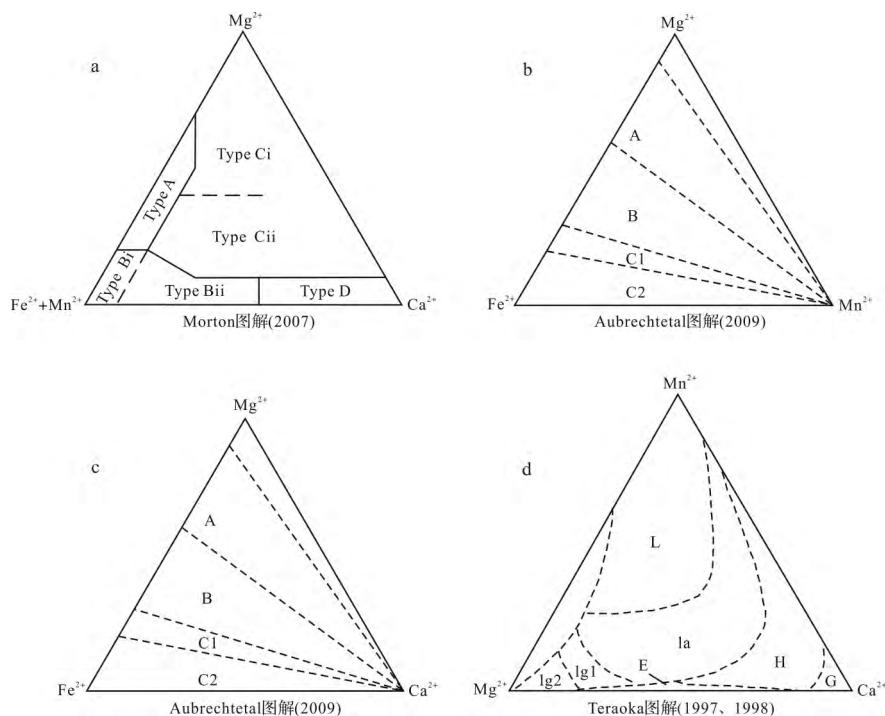 a
Mg²⁺
Type Ci
Type A
Type Cii
Type Bi
Type Bii
Type D
Fe²⁺+Mn²⁺
Ca²⁺
Morton图解(2007)
b
Mg²⁺
A
B
C1
C2
Fe²⁺
Mn²⁺
Aubrechtetal图解(2009)
c
Mg²⁺
A
B
C1
C2
Fe²⁺
Ca²⁺
Aubrechtetal图解(2009)
d
Mn²⁺
L
Ia
E
H
Ig2
Ig1
G
Mg²⁺
Ca²⁺
Teraoka图解(1997、1998)